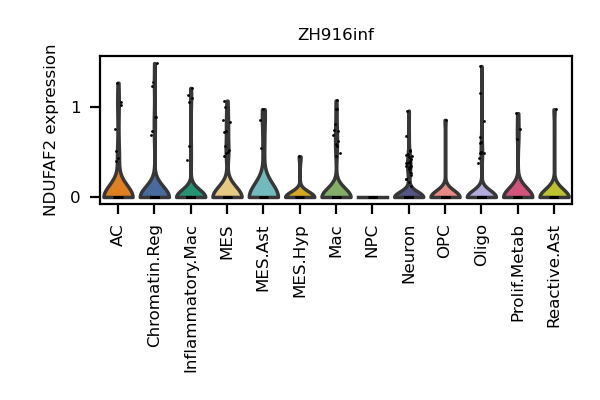 ZH916inf
NDUFAF2 expression
1
0
AC
Chromatin.Reg
Inflammatory.Mac
MES
MES.Ast
MES.Hyp
Mac
NPC
Neuron
OPC
Oligo
Prolif.Metab
Reactive.Ast